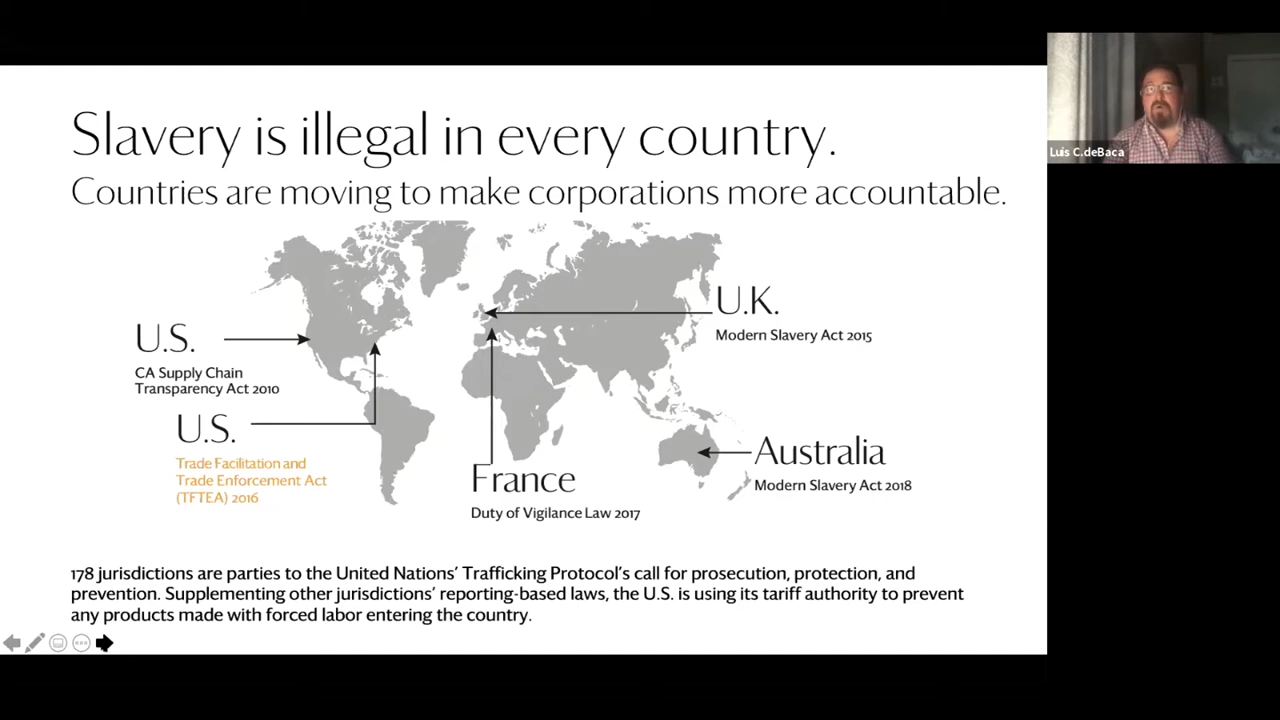 Slavery is illegal in every country.
Countries are moving to make corporations more accountable.
U.K.
Modern Slavery Act 2015
U.S.
CA Supply Chain
Transparency Act 2010
U.S.
Trade Facilitation and
Trade Enforcement Act
(TFTEA) 2016
France
Duty of Vigilance Law 2017
Australia
Modern Slavery Act 2018
178 jurisdictions are parties to the United Nations' Trafficking Protocol's call for prosecution, protection, and
prevention. Supplementing other jurisdictions' reporting-based laws, the U.S. is using its tariff authority to prevent
any products made with forced labor entering the country.
Luis C.deBaca